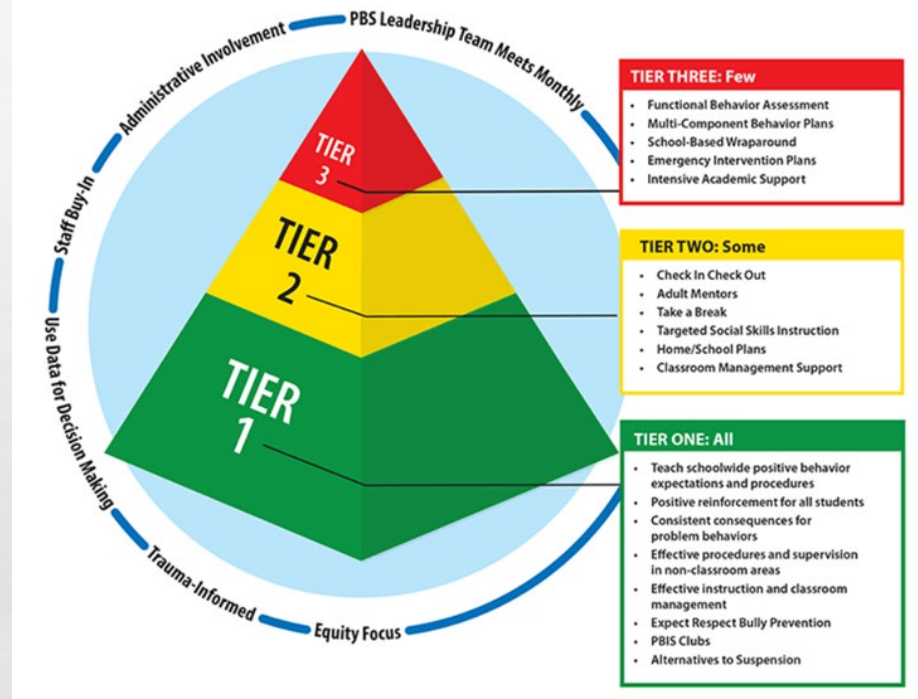 PBS Leadership Team Meets Monthly
Administrative Involvement
Staff Buy-In
Use Data for Decision Making
Trauma-Informed
Equity Focus
TIER
3
TIER
2
TIER
1
TIER THREE: Few
• Functional Behavior Assessment
• Multi-Component Behavior Plans
• School-Based Wraparound
• Emergency Intervention Plans
• Intensive Academic Support
TIER TWO: Some
• Check In Check Out
• Adult Mentors
• Take a Break
• Targeted Social Skills Instruction
• Home/School Plans
• Classroom Management Support
TIER ONE: All
• Teach schoolwide positive behavior
expectations and procedures
• Positive reinforcement for all students
• Consistent consequences for
problem behaviors
• Effective procedures and supervision
in non-classroom areas
• Effective instruction and classroom
management
• Expect Respect Bully Prevention
• PBIS Clubs
• Alternatives to Suspension